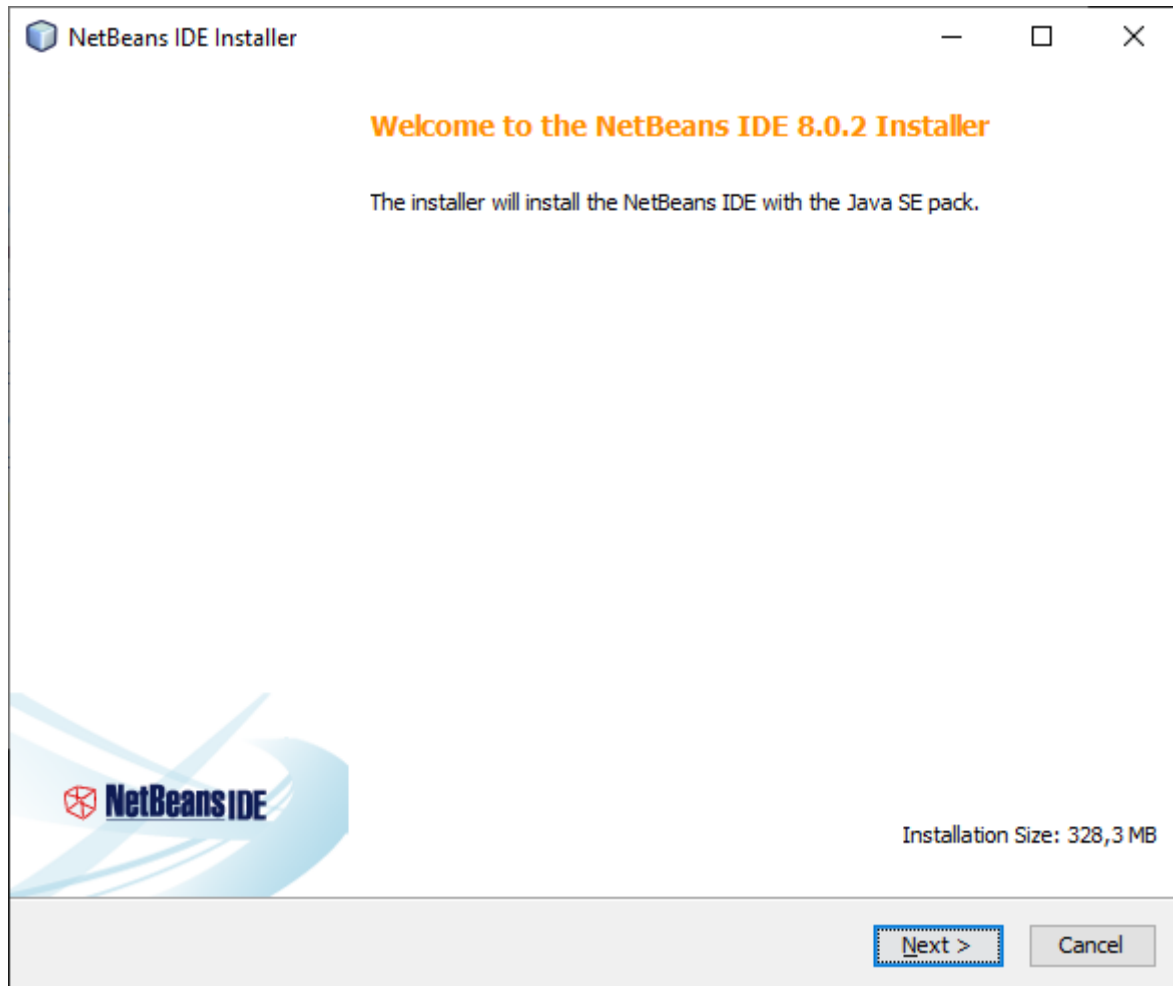 NetBeans IDE Installer
Welcome to the NetBeans IDE 8.0.2 Installer
The installer will install the NetBeans IDE with the Java SE pack.
NetBeans IDE
Installation Size: 328,3 MB
Next >
Cancel